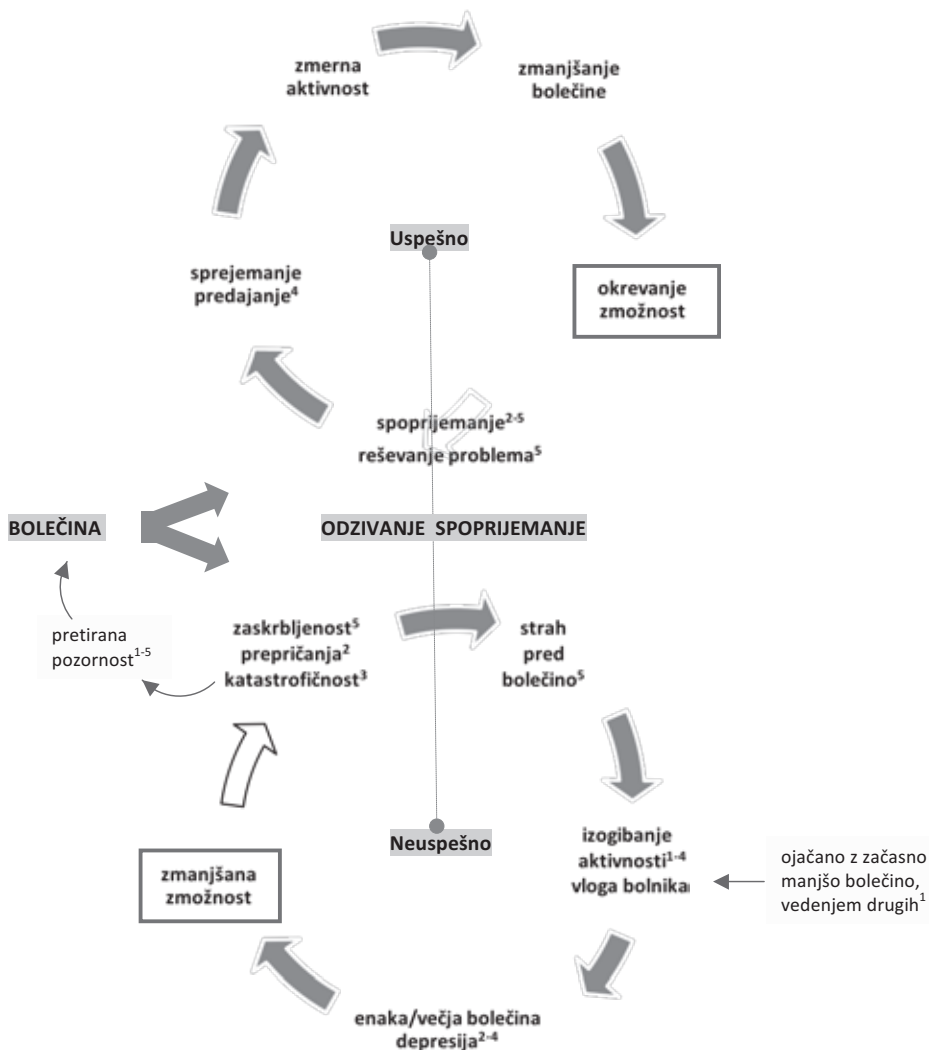 zmerna
aktivnost
zmanjšanje
bolečine
Uspešno
sprejemanje
predajanje⁴
okrevanje
zmožnost
spoprijemanje²⁻⁵
reševanje problema⁵
BOLEČINA
ODZIVANJE SPOPRIJEMANJE
pretirana
pozornost¹⁻⁵
zaskrbljenost⁵
prepričanja²
katastrofičnost³
strah
pred
bolečino⁵
Neuspešno
izogibanje
aktivnosti¹⁻⁴
vloga bolnika
ojačano z začasno
manjšo bolečino,
vedenjem drugih¹
zmanjšana
zmožnost
enaka/večja bolečina
depresija²⁻⁴